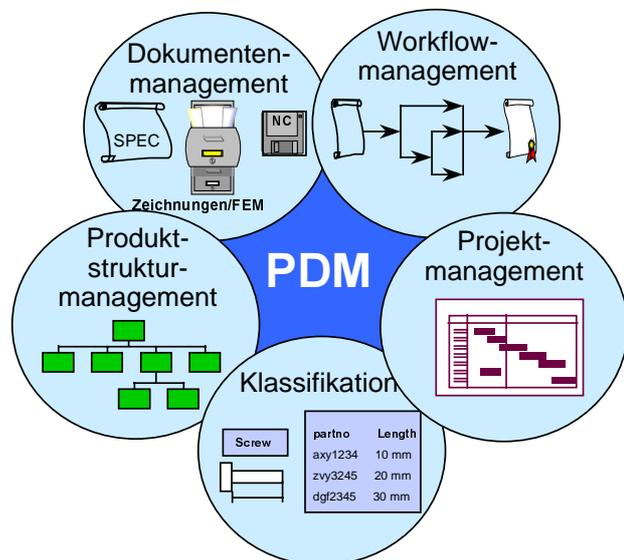 Dokumenten-
management
SPEC
NC
Zeichnungen/FEM
Workflow-
management
Produkt-
struktur-
management
PDM
Projekt-
management
Klassifikation
Screw
partno Length
axy1234 10 mm
zvy3245 20 mm
dgf2345 30 mm